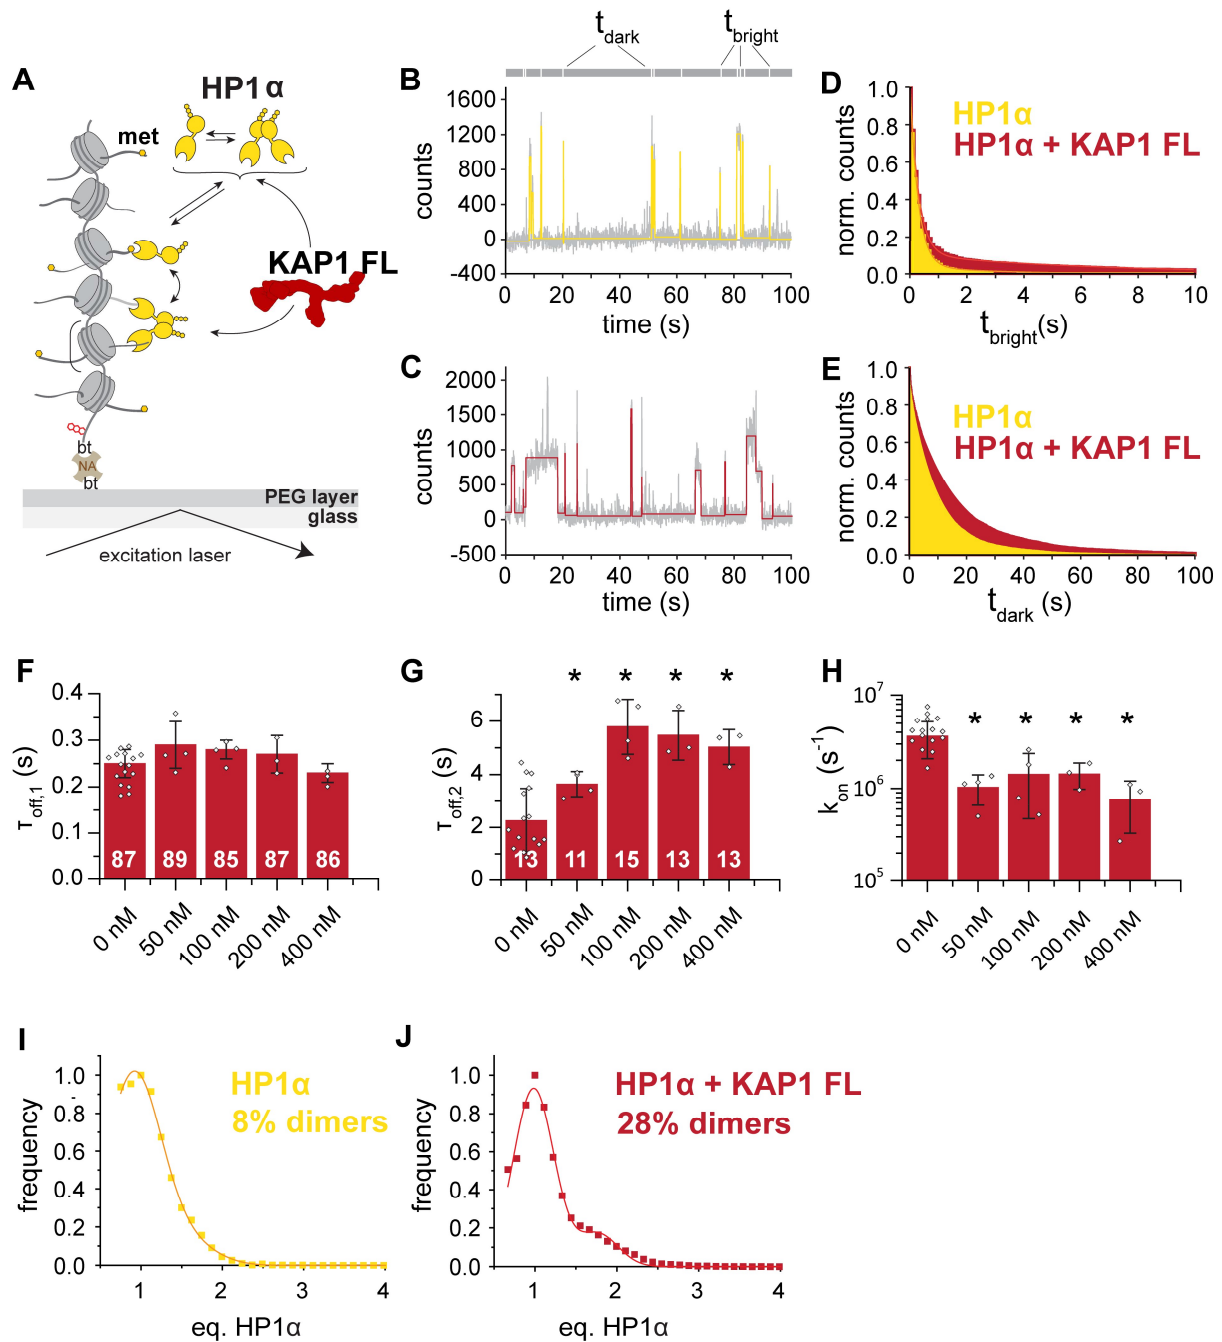 A
HP1α
met
KAP1 FL
bt
NA
bt
PEG layer
glass
excitation laser
B
t_dark
t_bright
1600
1200
800
400
0
-400
counts
0 20 40 60 80 100
time (s)
C
2000
1500
1000
500
0
-500
counts
0 20 40 60 80 100
time (s)
D
1.0
0.8
0.6
0.4
0.2
0.0
norm. counts
HP1α
HP1α + KAP1 FL
0 2 4 6 8 10
t_bright(s)
E
1.0
0.8
0.6
0.4
0.2
0.0
norm. counts
HP1α
HP1α + KAP1 FL
0 20 40 60 80 100
t_dark (s)
F
0.4
0.3
0.2
0.1
0.0
τ_off,1 (s)
87 89 85 87 86
0 nM 50 nM 100 nM 200 nM 400 nM
G
* * * *
6
4
2
0
τ_off,2 (s)
13 11 15 13 13
0 nM 50 nM 100 nM 200 nM 400 nM
H
* * * *
10^7
10^6
10^5
k_on (s^-1)
0 nM 50 nM 100 nM 200 nM 400 nM
I
1.0
0.8
0.6
0.4
0.2
0.0
frequency
HP1α
8% dimers
1 2 3 4
eq. HP1α
J
1.0
0.8
0.6
0.4
0.2
0.0
frequency
HP1α + KAP1 FL
28% dimers
1 2 3 4
eq. HP1α